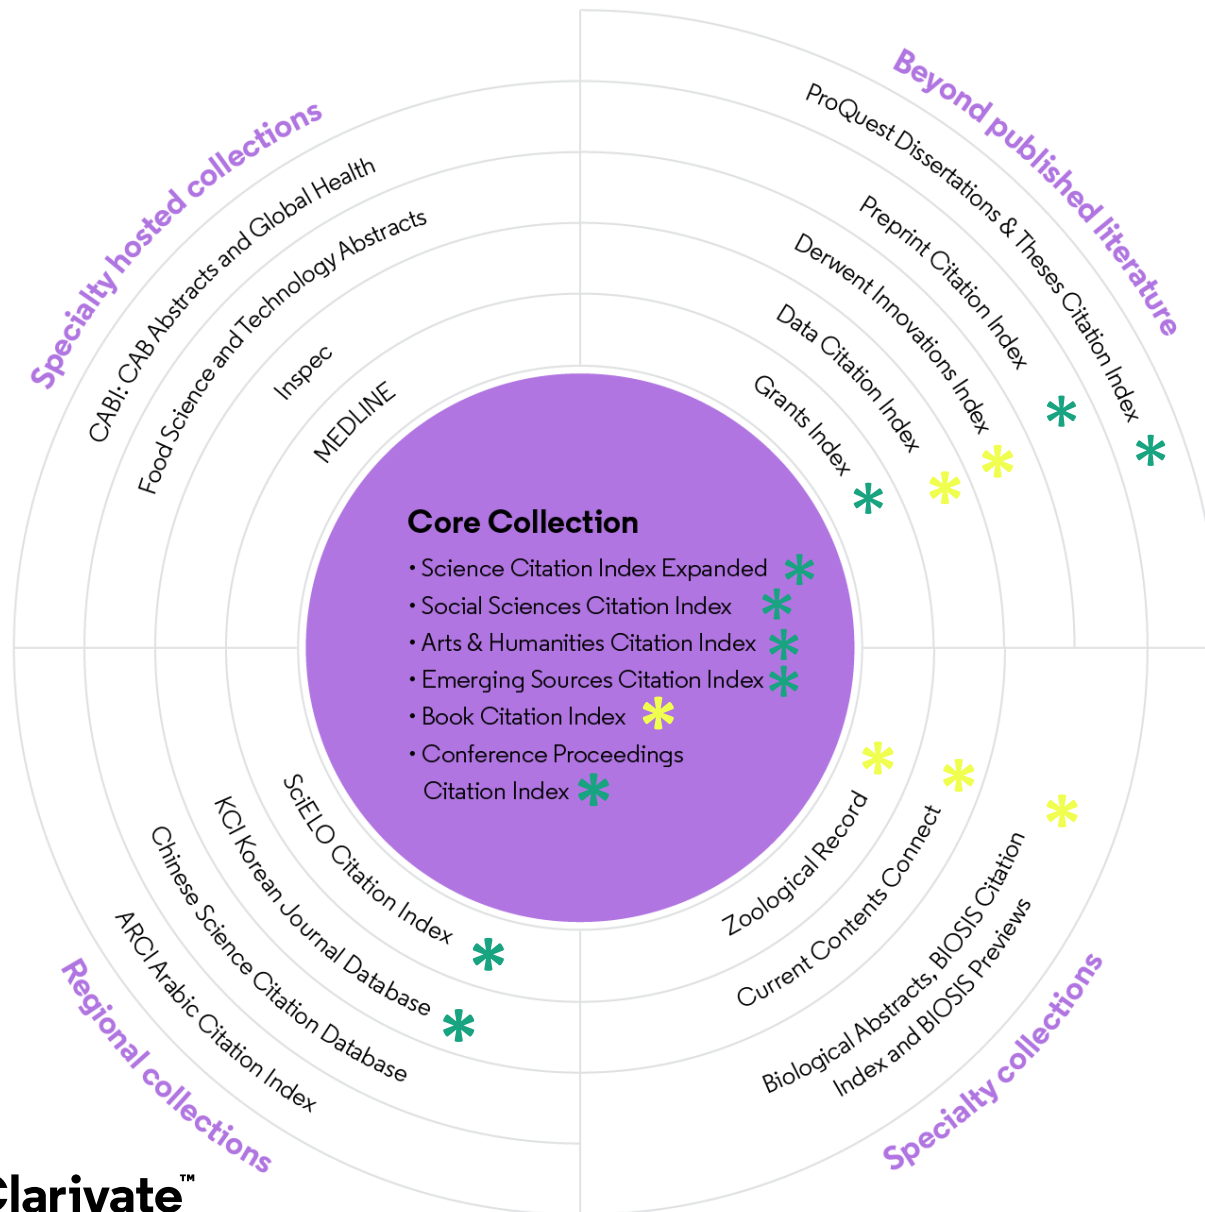 Specialty hosted collections
CABI: CAB Abstracts and Global Health
Food Science and Technology Abstracts
Inspec
MEDLINE
Beyond published literature
ProQuest Dissertations & Theses Citation Index
Preprint Citation Index
Derwent Innovations Index
Data Citation Index
Grants Index
Core Collection
• Science Citation Index Expanded
• Social Sciences Citation Index
• Arts & Humanities Citation Index
• Emerging Sources Citation Index
• Book Citation Index
• Conference Proceedings
Citation Index
SciELO Citation Index
KCI Korean Journal Database
Chinese Science Citation Database
ARCI Arabic Citation Index
Regional collections
Zoological Record
Current Contents Connect
Biological Abstracts, BIOSIS Citation
Index and BIOSIS Previews
Specialty collections
Clarivate™